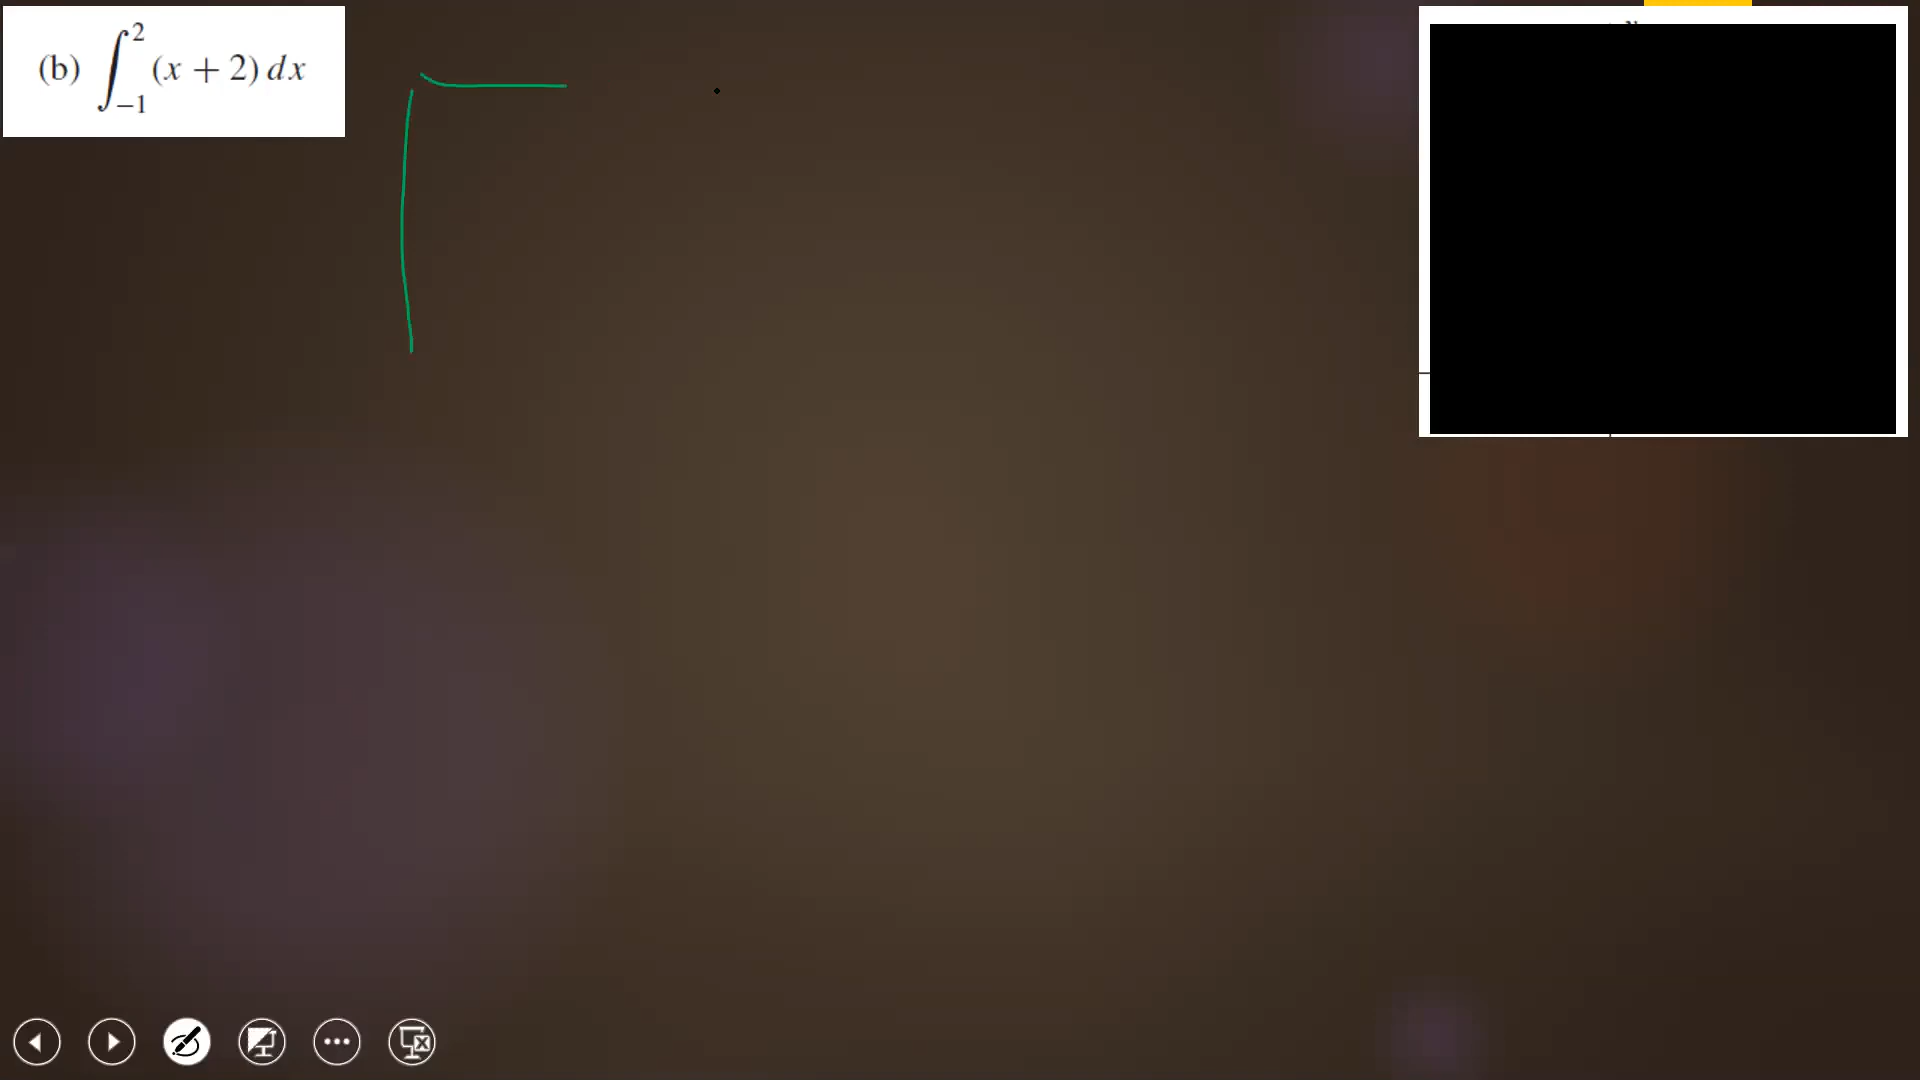 (b) ∫_{-1}^{2} (x + 2) dx